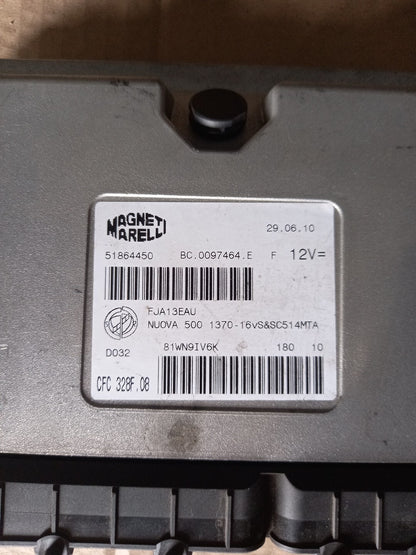 MAGNETI
MARELLI
29.06.10
51864450 BC.0097464.E F 12V=
FJA13EAU
NUOVA 500 1370-16vS&SC514MTA
D032 81WN9IV6K 180 10
CFC 328F.08